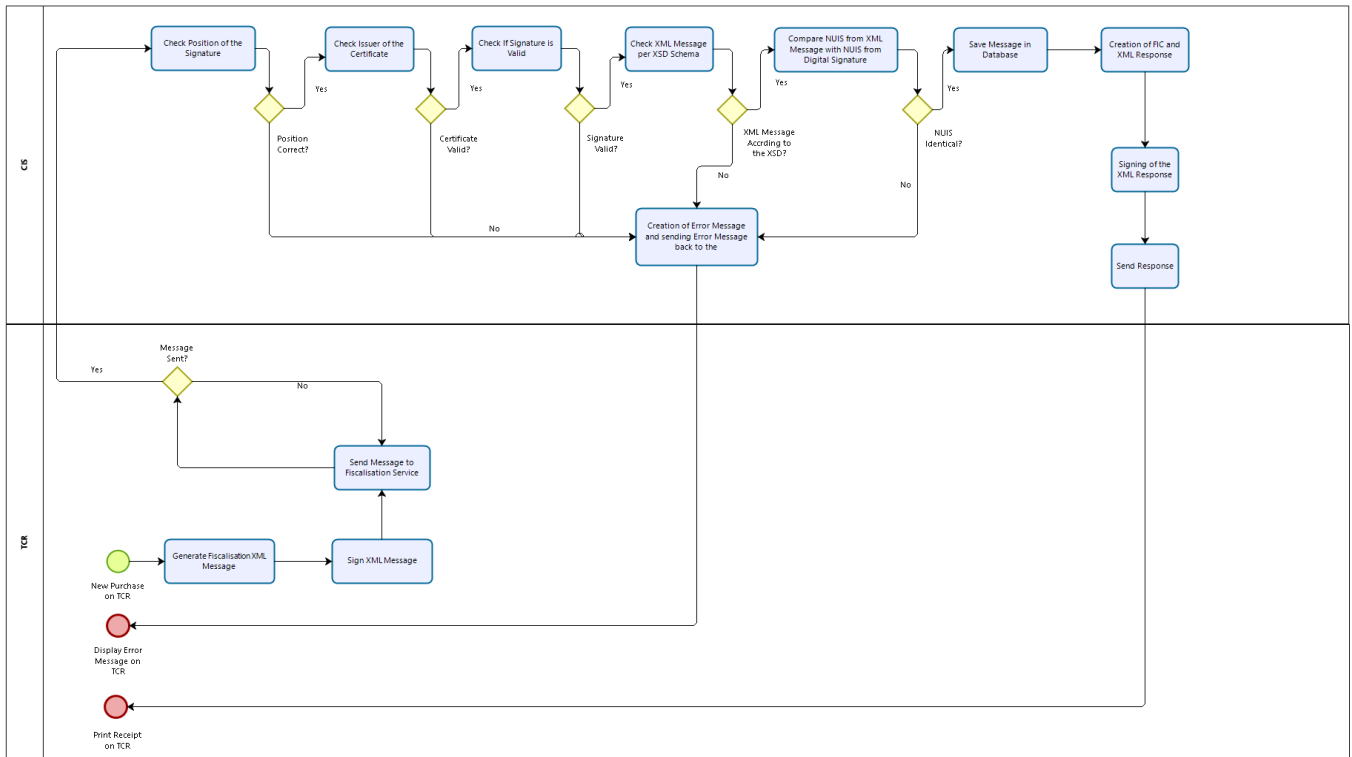 CIS
Check Position of the
Signature
Check Issuer of the
Certificate
Check If Signature is
Valid
Check XML Message
per XSD Schema
Compare NUIS from XML
Message with NUIS from
Digital Signature
Save Message in
Database
Creation of FIC and
XML Response
Yes
Yes
Yes
Yes
Yes
Position
Correct?
Certificate
Valid?
Signature
Valid?
XML Message
Accrding to
the XSD?
NUIS
Identical?
No
No
No
Signing of the
XML Response
Creation of Error Message
and sending Error Message
back to the
Send Response
TCR
Message
Sent?
Yes
No
Send Message to
Fiscalisation Service
Generate Fiscalisation XML
Message
Sign XML Message
New Purchase
on TCR
Display Error
Message on
TCR
Print Receipt
on TCR